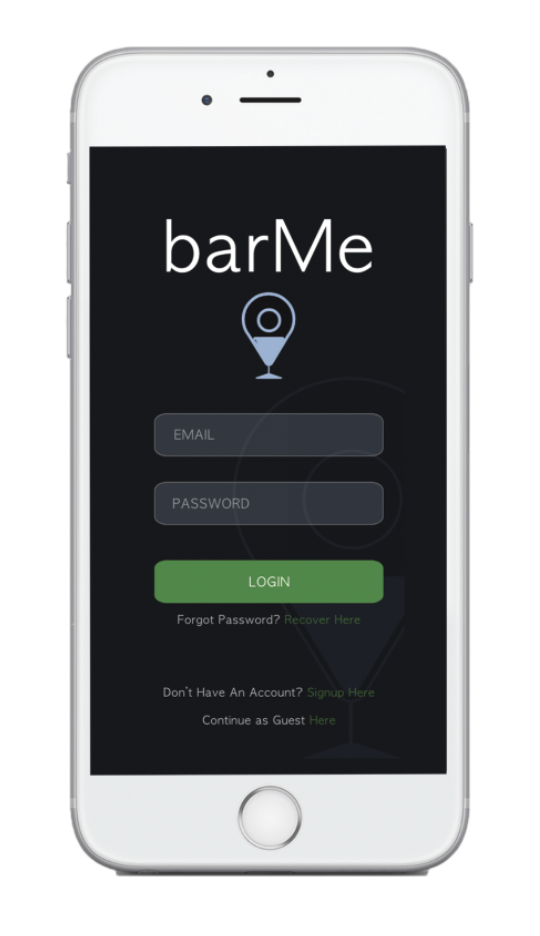 barMe
EMAIL
PASSWORD
LOGIN
Forgot Password? Recover Here
Don't Have An Account? Signup Here
Continue as Guest Here